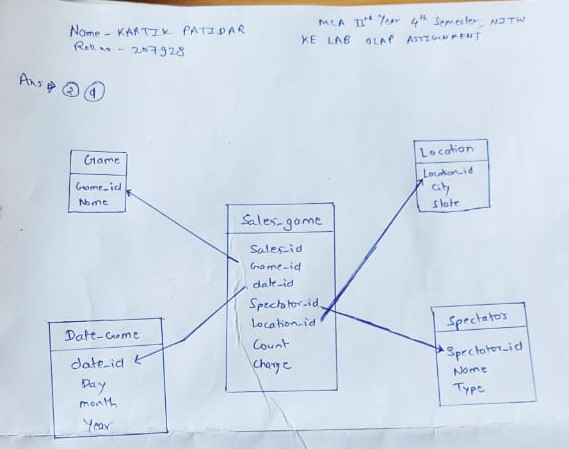 Name - KARTIK PATIDAR
Roll no - 207928
MCA IInd Year 4th Semester, NITW
KE LAB OLAP ASSIGNMENT
Ans → 2
Game
Game_id
Name
Location
Location_id
City
State
Sales_game
Sales_id
Game_id
date_id
Spectator_id
Location_id
Count
Charge
Date_Game
date_id
Day
month
Year
Spectator
Spectator_id
Name
Type